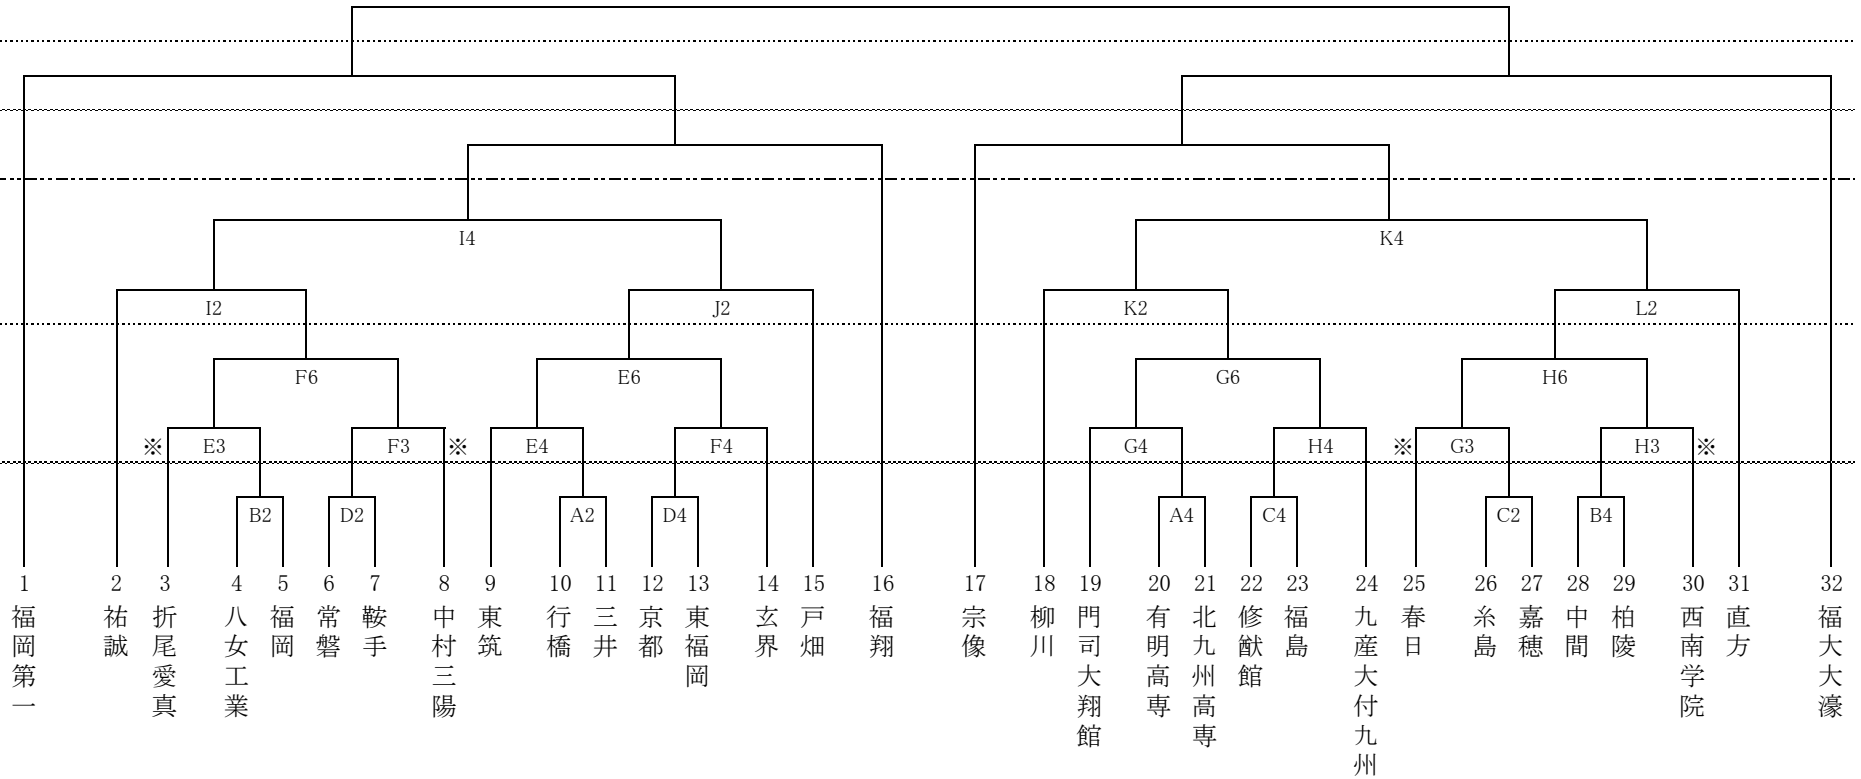 I4
K4
I2
J2
K2
L2
F6
E6
G6
H6
※
E3
F3
※
E4
F4
G4
H4
※
G3
H3
※
B2
D2
A2
D4
A4
C4
C2
B4
1 福岡第一
2 祐誠
3 折尾愛真
4 八女工業
5 福岡
6 常磐
7 鞍手
8 中村三陽
9 東筑
10 行橋
11 三井
12 京都
13 東福岡
14 玄界
15 戸畑
16 福翔
17 宗像
18 柳川
19 門司大翔館
20 有明高専
21 北九州高専
22 修猷館
23 福島
24 九産大付九州
25 春日
26 糸島
27 嘉穂
28 中間
29 柏陵
30 西南学院
31 直方
32 福大大濠